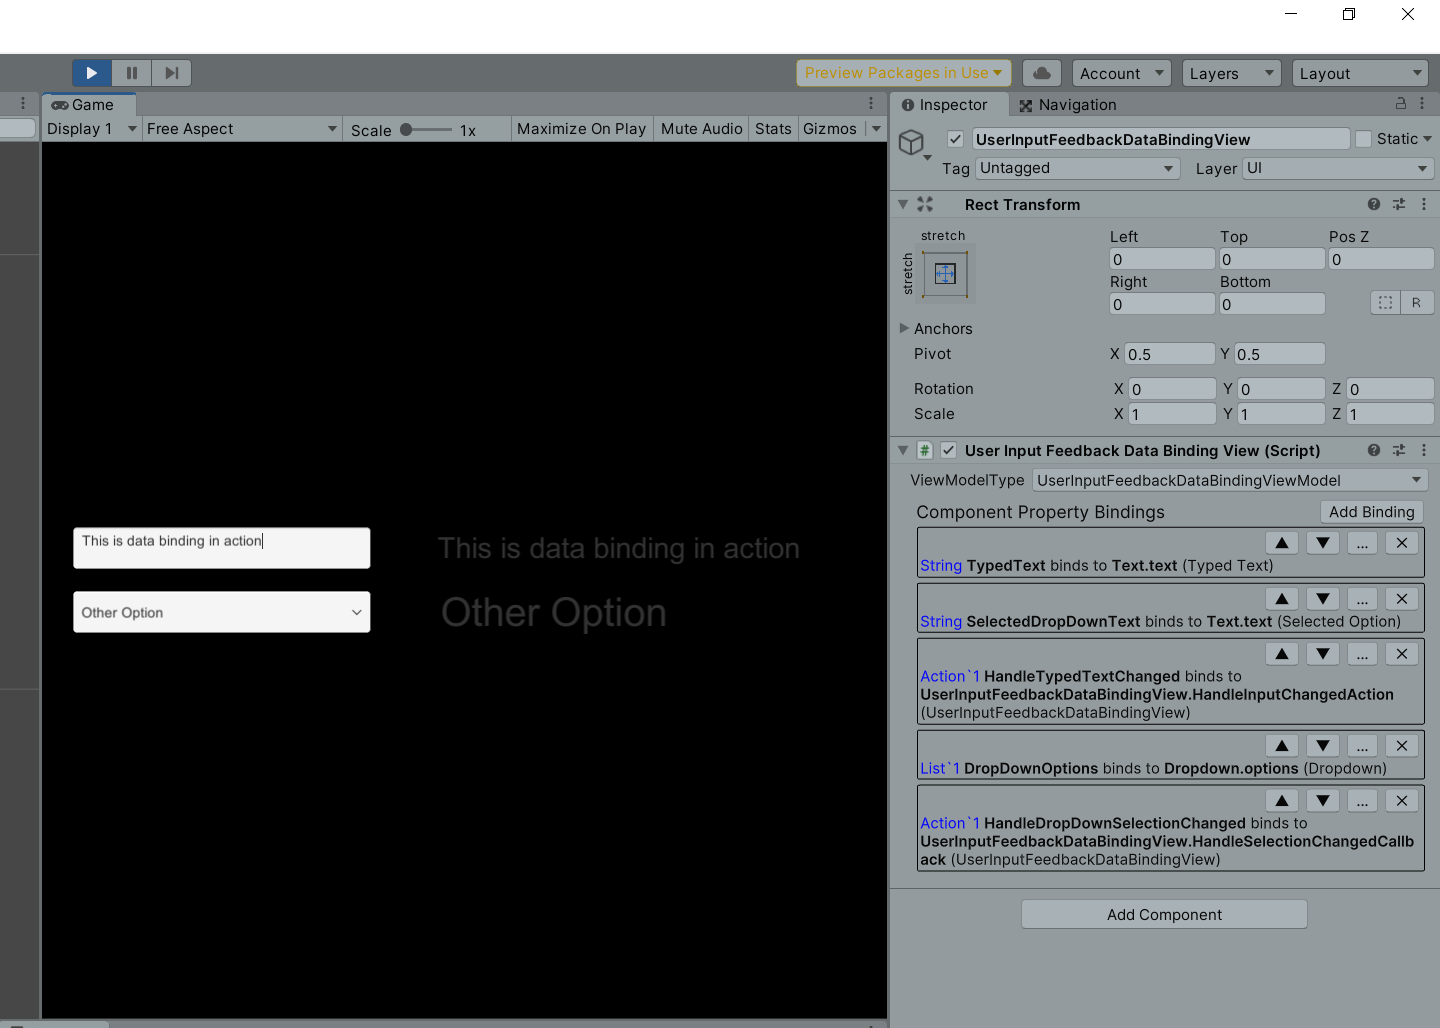 Preview Packages in Use
Account
Layers
Layout
Game
Inspector
Navigation
Display 1
Free Aspect
Scale
1x
Maximize On Play
Mute Audio
Stats
Gizmos
UserInputFeedbackDataBindingView
Static
Tag
Untagged
Layer
UI
Rect Transform
stretch
stretch
Left
Top
Pos Z
0
0
0
Right
Bottom
0
0
R
Anchors
Pivot
X 0.5
Y 0.5
Rotation
X 0
Y 0
Z 0
Scale
X 1
Y 1
Z 1
# User Input Feedback Data Binding View (Script)
ViewModelType
UserInputFeedbackDataBindingViewModel
Component Property Bindings
Add Binding
...
String TypedText binds to Text.text (Typed Text)
...
String SelectedDropDownText binds to Text.text (Selected Option)
...
Action`1 HandleTypedTextChanged binds to
UserInputFeedbackDataBindingView.HandleInputChangedAction
(UserInputFeedbackDataBindingView)
...
List`1 DropDownOptions binds to Dropdown.options (Dropdown)
...
Action`1 HandleDropDownSelectionChanged binds to
UserInputFeedbackDataBindingView.HandleSelectionChangedCallb
ack (UserInputFeedbackDataBindingView)
Add Component
This is data binding in action
This is data binding in action
Other Option
Other Option